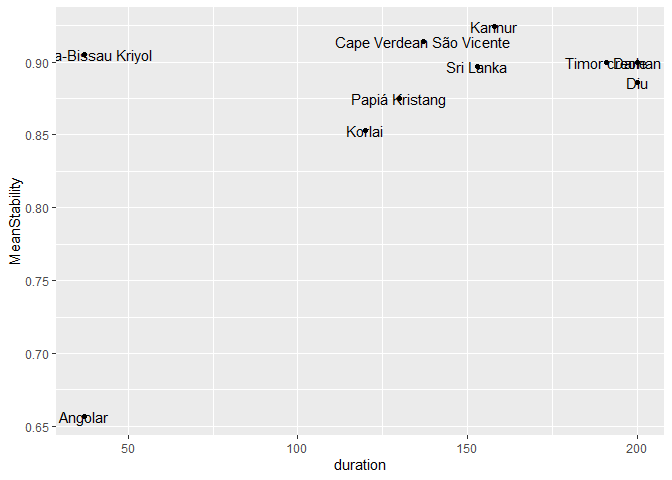 Kannur
Cape Verdean São Vicente
a-Bissau Kriyol
Sri Lanka
Timor creole
Daman
Diu
Papiá Kristang
Korlai
Angolar
0.90
0.85
0.80
0.75
0.70
0.65
MeanStability
50
100
150
200
duration